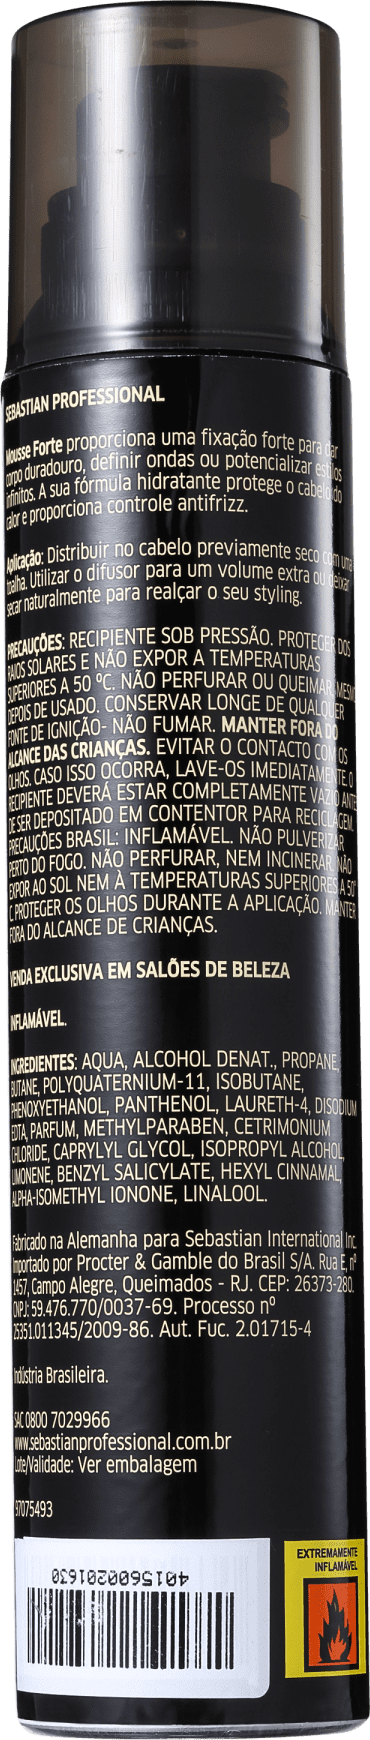 SEBASTIAN PROFESSIONAL
Mousse Forte proporciona uma fixação forte para dar
corpo duradouro, definir ondas ou potencializar estilos
infinitos. A sua fórmula hidratante protege o cabelo do
calor e proporciona controle antifrizz.
Aplicação: Distribuir no cabelo previamente seco com uma
toalha. Utilizar o difusor para um volume extra ou deixar
secar naturalmente para realçar o seu styling.
PRECAUÇÕES: RECIPIENTE SOB PRESSÃO. PROTEGER DOS
RAIOS SOLARES E NÃO EXPOR A TEMPERATURAS
SUPERIORES A 50 °C. NÃO PERFURAR OU QUEIMAR, MESMO
DEPOIS DE USADO. CONSERVAR LONGE DE QUALQUER
FONTE DE IGNIÇÃO- NÃO FUMAR. MANTER FORA DO
ALCANCE DAS CRIANÇAS. EVITAR O CONTACTO COM OS
OLHOS. CASO ISSO OCORRA, LAVE-OS IMEDIATAMENTE. O
RECIPIENTE DEVERÁ ESTAR COMPLETAMENTE VAZIO ANTE
DE SER DEPOSITADO EM CONTENTOR PARA RECICLAGEM.
PRECAUÇÕES BRASIL: INFLAMÁVEL. NÃO PULVERIZAR
PERTO DO FOGO. NÃO PERFURAR, NEM INCINERAR. NÃO
EXPOR AO SOL NEM À TEMPERATURAS SUPERIORES A 50°
C. PROTEGER OS OLHOS DURANTE A APLICAÇÃO. MANTER
FORA DO ALCANCE DE CRIANÇAS.
VENDA EXCLUSIVA EM SALÕES DE BELEZA
INFLAMÁVEL.
INGREDIENTES: AQUA, ALCOHOL DENAT., PROPANE,
BUTANE, POLYQUATERNIUM-11, ISOBUTANE,
PHENOXYETHANOL, PANTHENOL, LAURETH-4, DISODIUM
EDTA, PARFUM, METHYLPARABEN, CETRIMONIUM
CHLORIDE, CAPRYLYL GLYCOL, ISOPROPYL ALCOHOL,
LIMONENE, BENZYL SALICYLATE, HEXYL CINNAMAL,
ALPHA-ISOMETHYL IONONE, LINALOOL.
Fabricado na Alemanha para Sebastian International Inc.
Importado por Procter & Gamble do Brasil S/A. Rua E, nº
1457, Campo Alegre, Queimados - RJ. CEP: 26373-280.
CNPJ: 59.476.770/0037-69. Processo nº
25351.011345/2009-86. Aut. Fuc. 2.01715-4
Indústria Brasileira.
SAC 0800 7029966
www.sebastianprofessional.com.br
Lote/Validade: Ver embalagem
97075493
4015600201630
EXTREMAMENTE
INFLAMÁVEL